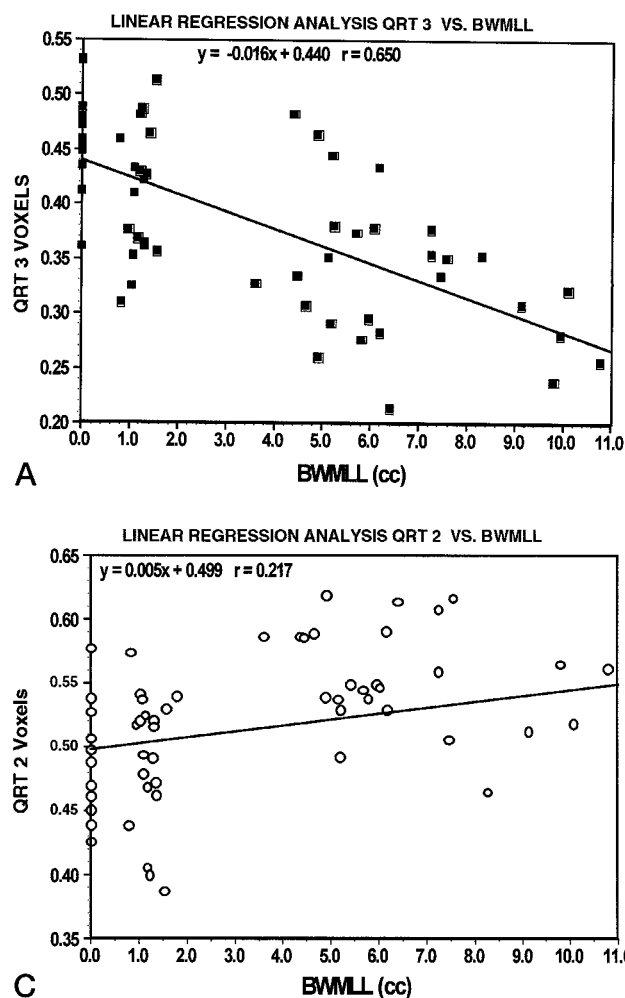 LINEAR REGRESSION ANALYSIS QRT 3 VS. BWMLL
y = -0.016x + 0.440 r = 0.650
QRT 3 VOXELS
0.55
0.50
0.45
0.40
0.35
0.30
0.25
0.20
0.0 1.0 2.0 3.0 4.0 5.0 6.0 7.0 8.0 9.0 10.0 11.0
BWMLL (cc)
A
LINEAR REGRESSION ANALYSIS QRT 2 VS. BWMLL
y = 0.005x + 0.499 r = 0.217
QRT 2 Voxels
0.65
0.60
0.55
0.50
0.45
0.40
0.35
0.0 1.0 2.0 3.0 4.0 5.0 6.0 7.0 8.0 9.0 10.0 11.0
BWMLL (cc)
C